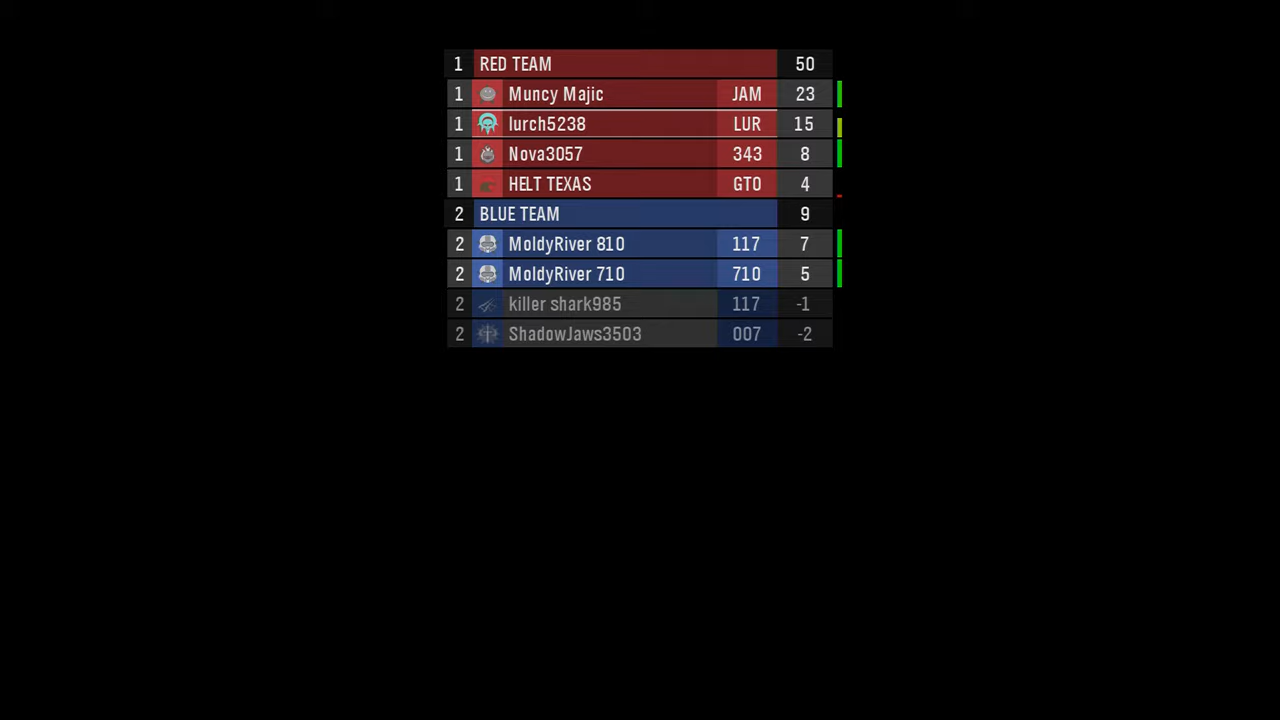 1 RED TEAM 50
1 Muncy Majic JAM 23
1 lurch5238 LUR 15
1 Nova3057 343 8
1 HELT TEXAS GTO 4
2 BLUE TEAM 9
2 MoldyRiver 810 117 7
2 MoldyRiver 710 710 5
2 killer shark985 117 -1
2 ShadowJaws3503 007 -2